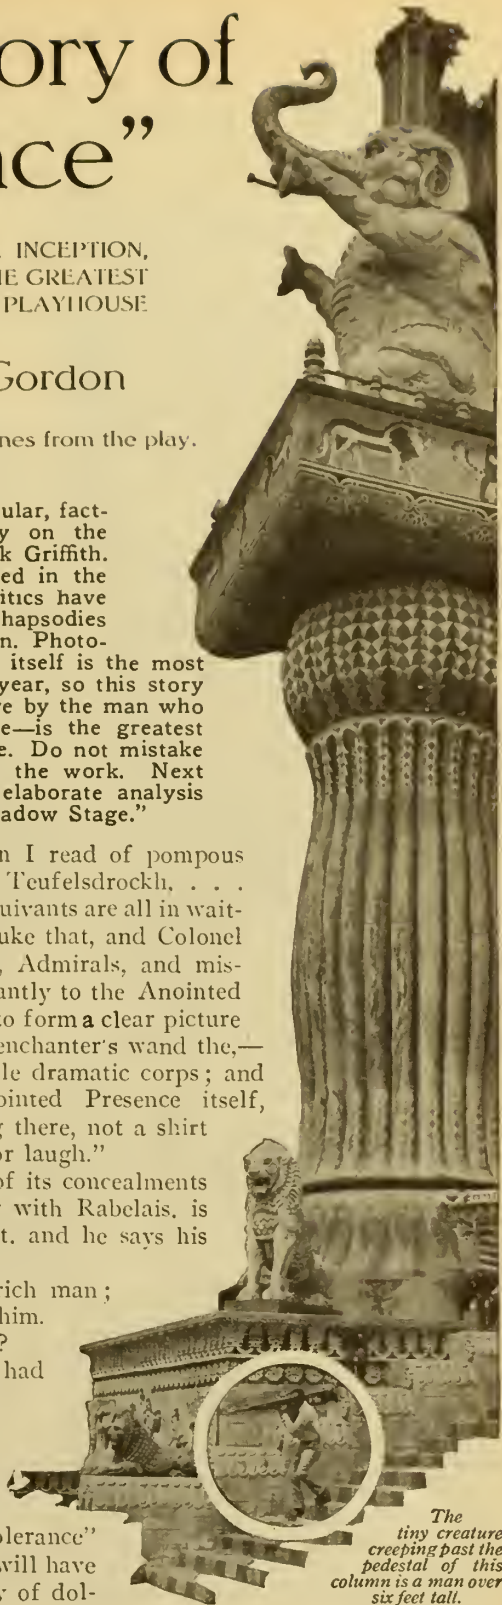 ory of
nce”
INCEPTION,
HE GREATEST
PLAYHOUSE
Gordon
nes from the play.
ular, fact-
y on the
k Griffith.
ed in the
itics have
hapsodies
n. Photo-
itself is the most
year, so this story
re by the man who
e—is the greatest
e. Do not mistake
the work. Next
elaborate analysis
adow Stage.”
n I read of pompous
Teufelsdrockh, . . .
uivants are all in wait-
uke that, and Colonel
, Admirals, and mis-
antly to the Anointed
to form a clear picture
enchanter's wand the,—
le dramatic corps; and
ointed Presence itself,
g there, not a shirt
or laugh.”
of its concealments
with Rabelais. is
t. and he says his
rich man;
him.
?
had
olerance”
will have
y of dol-
The
tiny creature
creeping past the
pedestal of this
column is a man over
six feet tall.